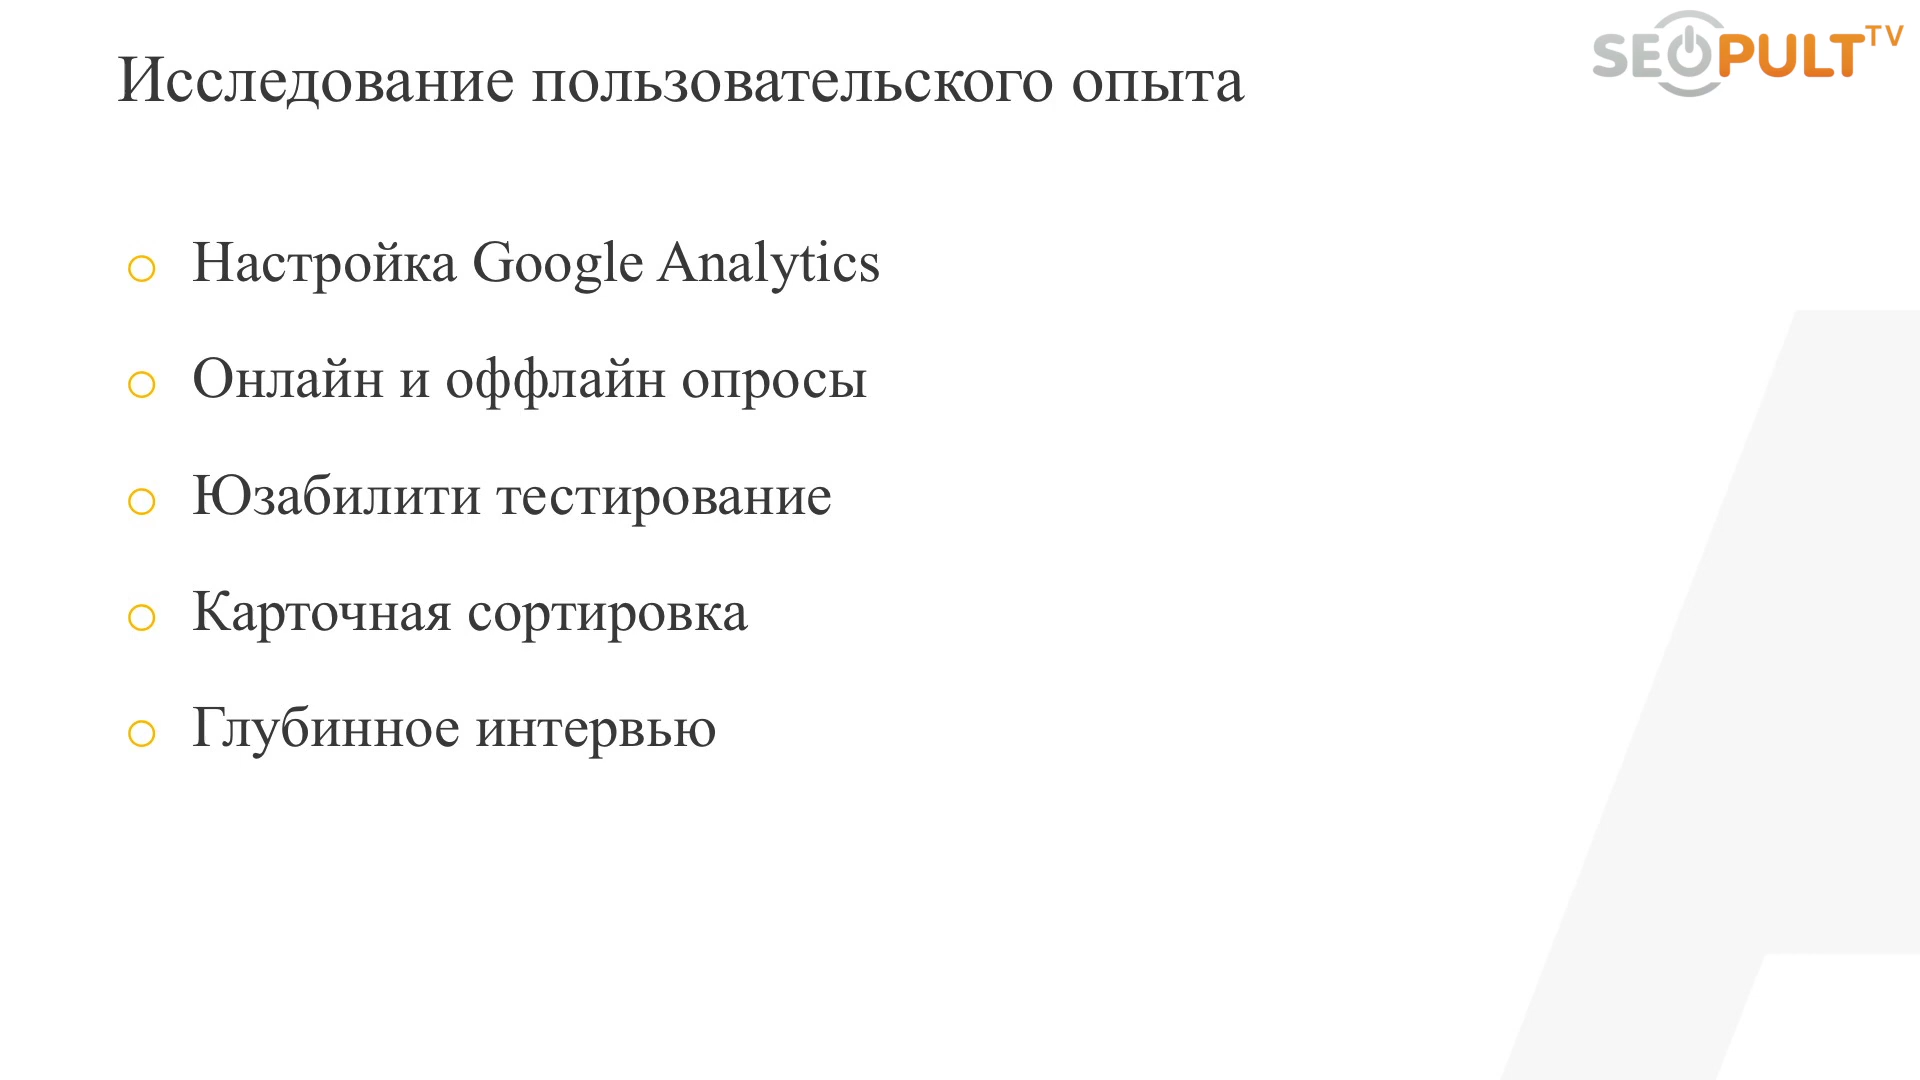 SEOPULT TV
Исследование пользовательского опыта
Настройка Google Analytics
Онлайн и оффлайн опросы
Юзабилити тестирование
Карточная сортировка
Глубинное интервью